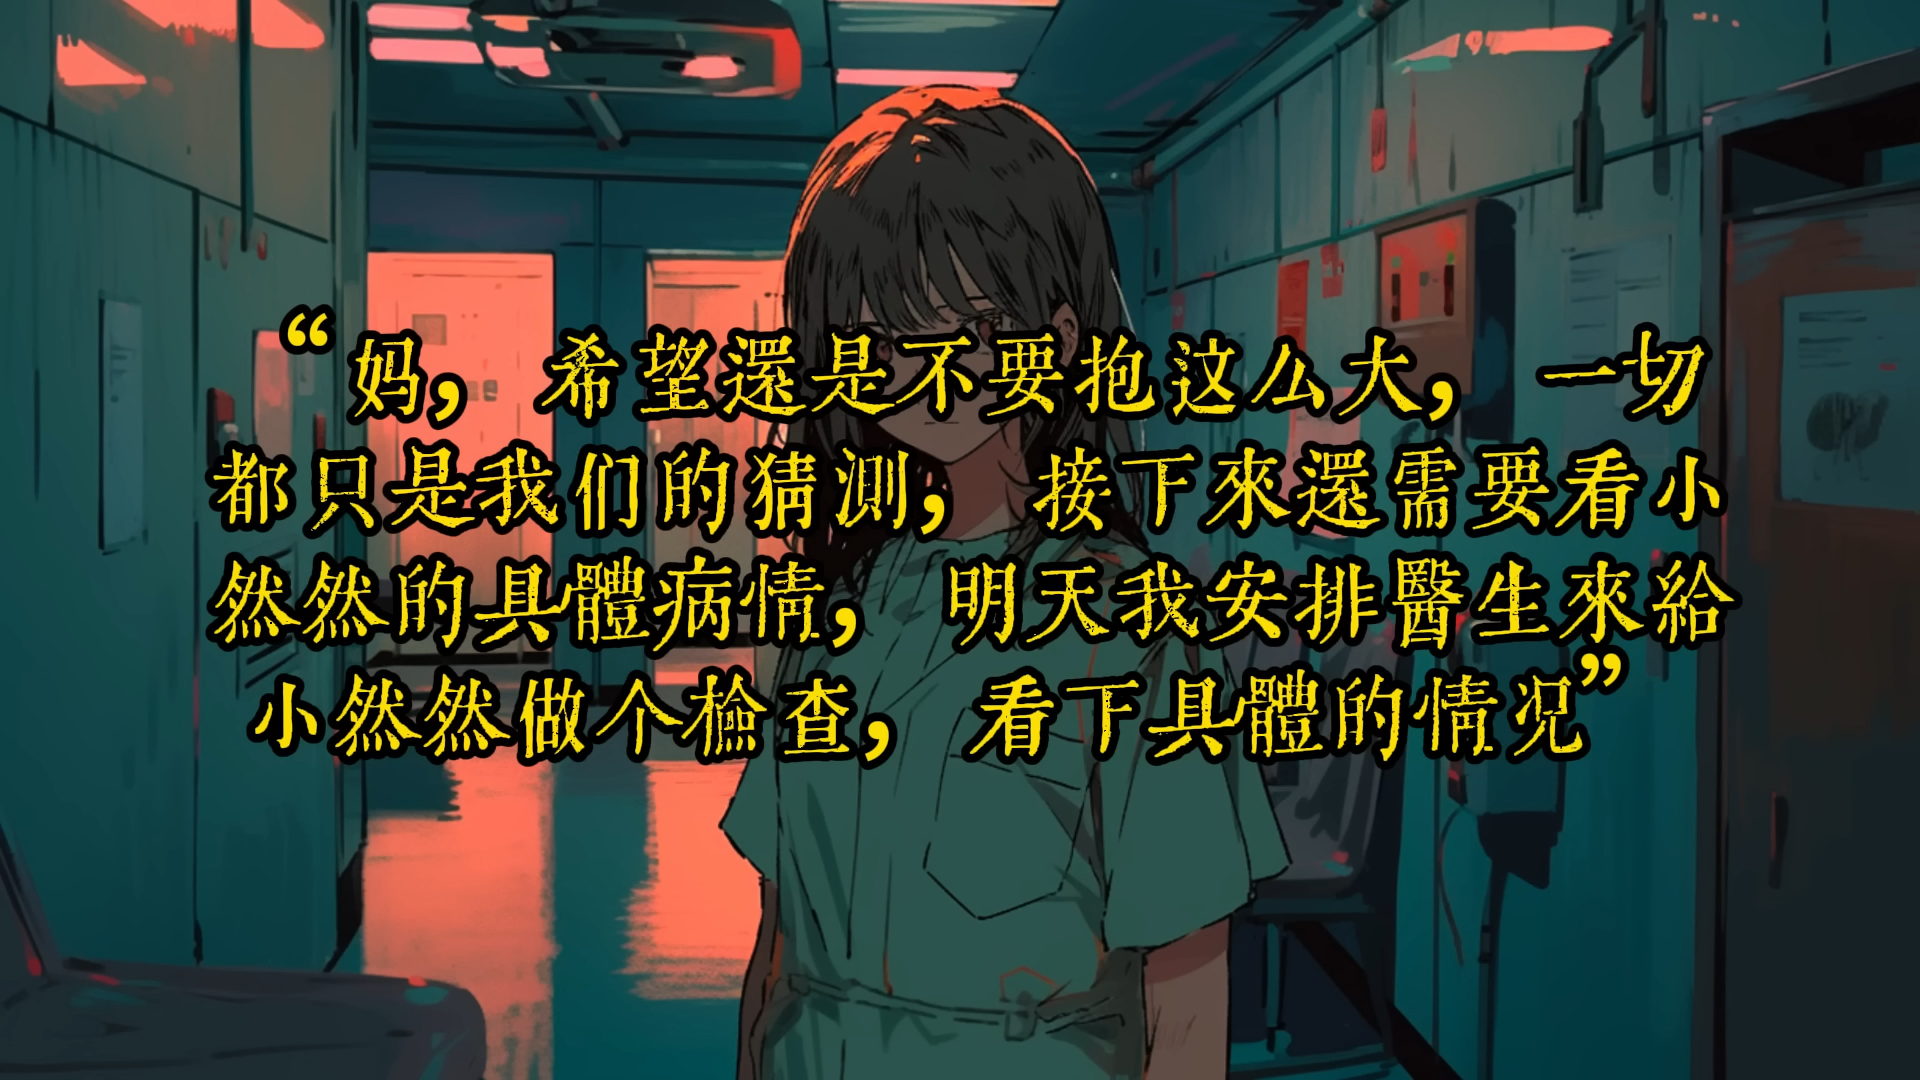 “妈，希望還是不要抱这么大，一切
都只是我们的猜测，接下來還需要看小
然然的具體病情，明天我安排醫生來給
小然然做个檢查，看下具體的情况”